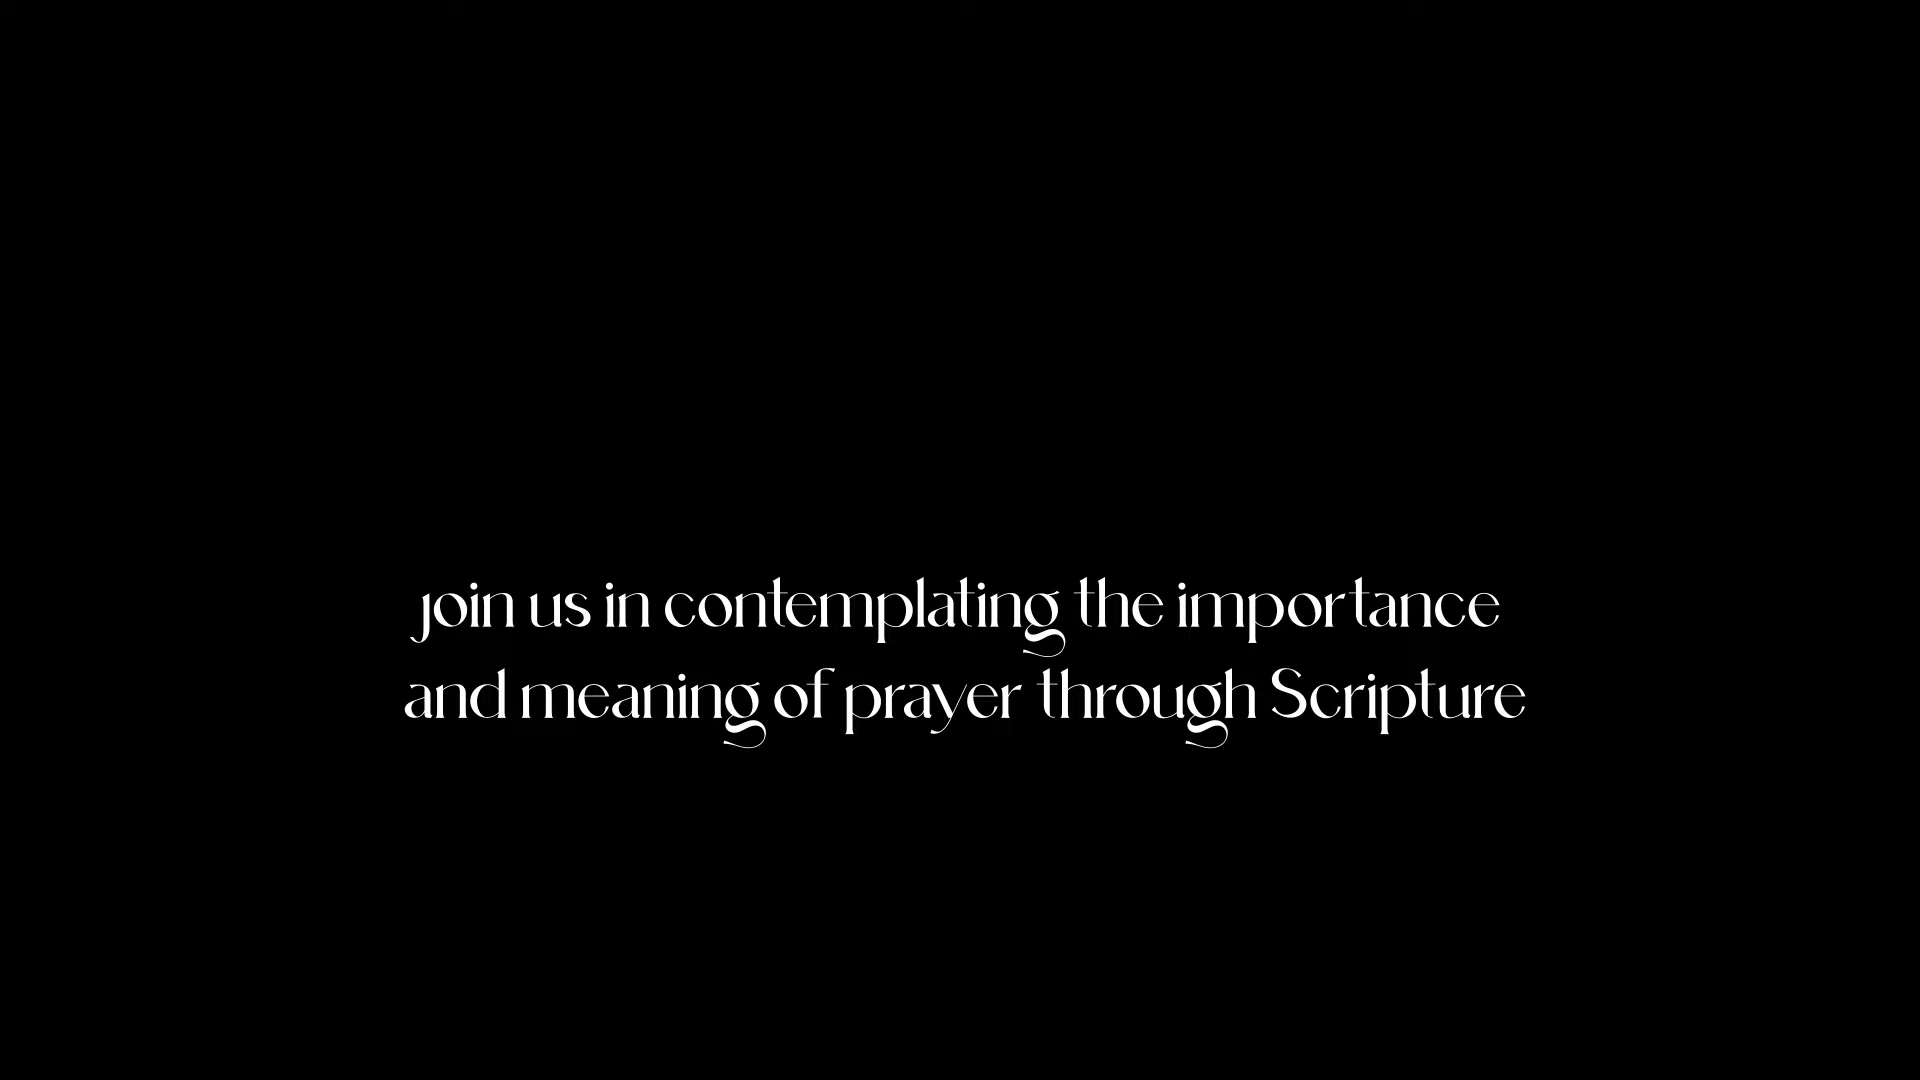 join us in contemplating the importance
and meaning of prayer through Scripture